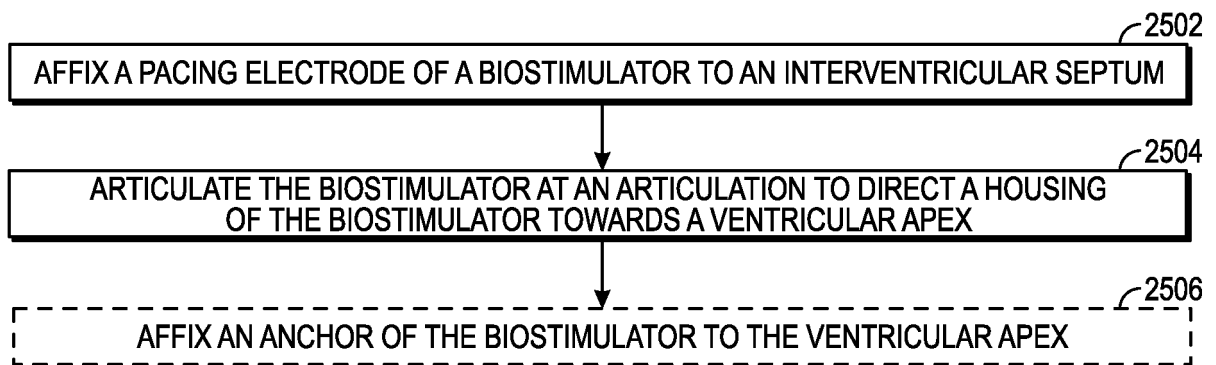 2502
AFFIX A PACING ELECTRODE OF A BIOSTIMULATOR TO AN INTERVENTRICULAR SEPTUM
2504
ARTICULATE THE BIOSTIMULATOR AT AN ARTICULATION TO DIRECT A HOUSING
OF THE BIOSTIMULATOR TOWARDS A VENTRICULAR APEX
2506
AFFIX AN ANCHOR OF THE BIOSTIMULATOR TO THE VENTRICULAR APEX